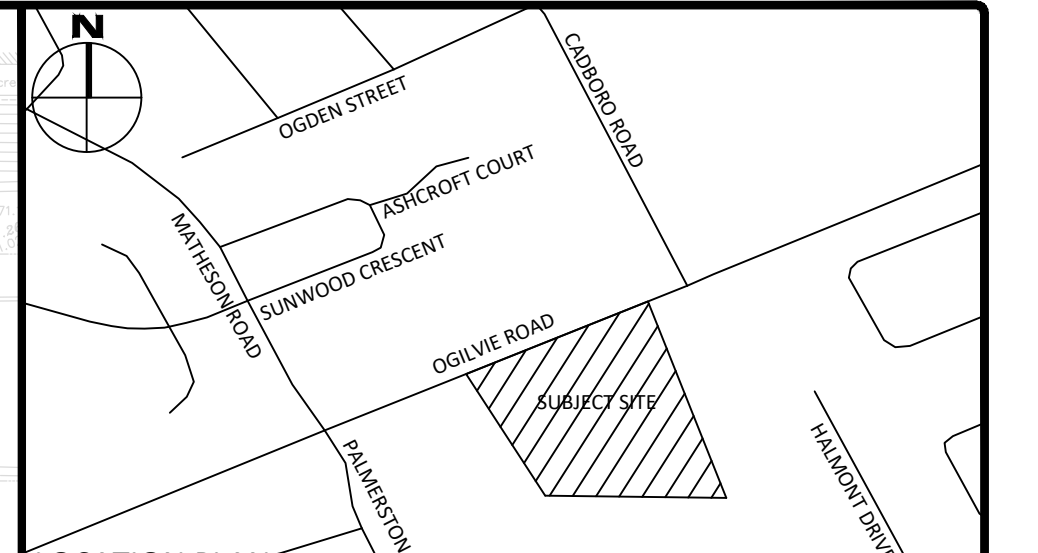 N
CADBORO ROAD
OGDEN STREET
ASHCROFT COURT
MATHESON ROAD
SUNWOOD CRESCENT
OGILVIE ROAD
SUBJECT SITE
HALMONT DRIVE
PALMERSTON